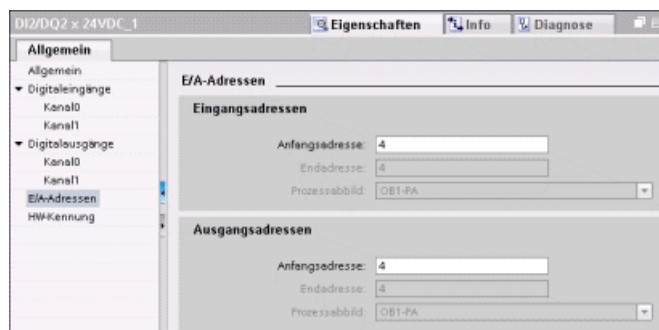 DI2/DQ2 x 24VDC_1
Eigenschaften
Info
Diagnose
Allgemein
Allgemein
Digitaleingänge
Kanal0
Kanal1
Digitalausgänge
Kanal0
Kanal1
E/A-Adressen
HW-Kennung
E/A-Adressen
Eingangsadressen
Anfangsadresse: 4
Endadresse: 4
Prozessabbild: OB1-PA
Ausgangsadressen
Anfangsadresse: 4
Endadresse: 4
Prozessabbild: OB1-PA